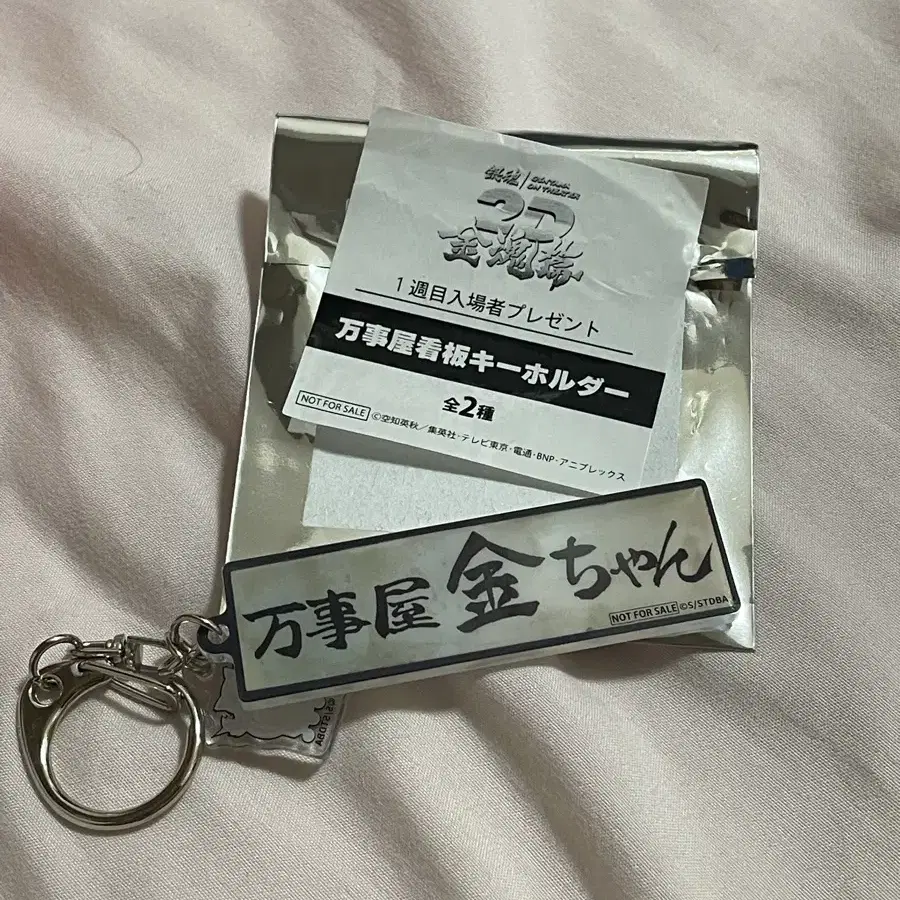 銀魂
GINTAMA
ON THEATER
2D
金魂篇
1週目入場者プレゼント
万事屋看板キーホルダー
全2種
NOT FOR SALE ©空知英秋／集英社・テレビ東京・電通・BNP・アニプレックス
万事屋 金ちゃん
NOT FOR SALE ©S/STDBA
S/STDBA